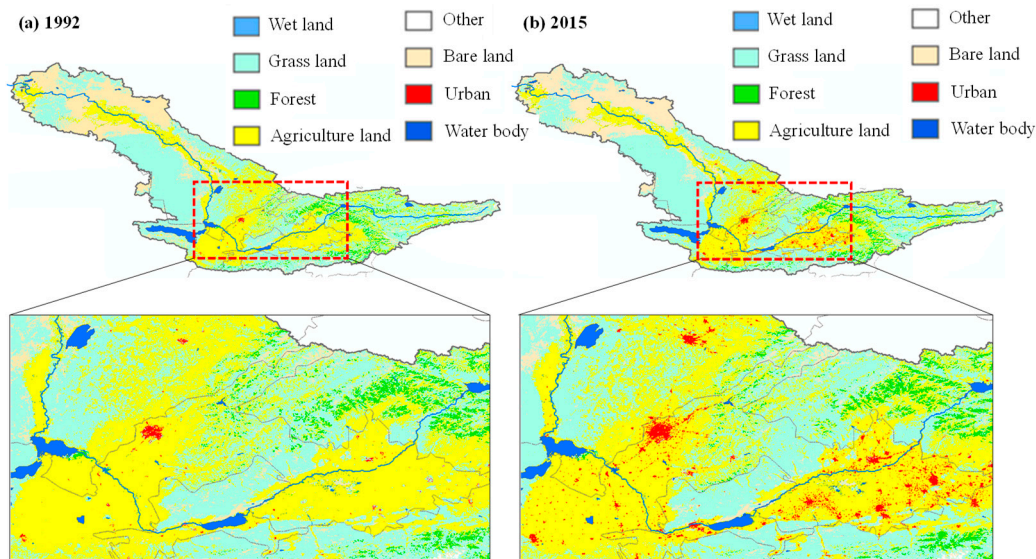 (a) 1992
Wet land
Other
Grass land
Bare land
Forest
Urban
Agriculture land
Water body
(b) 2015
Wet land
Other
Grass land
Bare land
Forest
Urban
Agriculture land
Water body